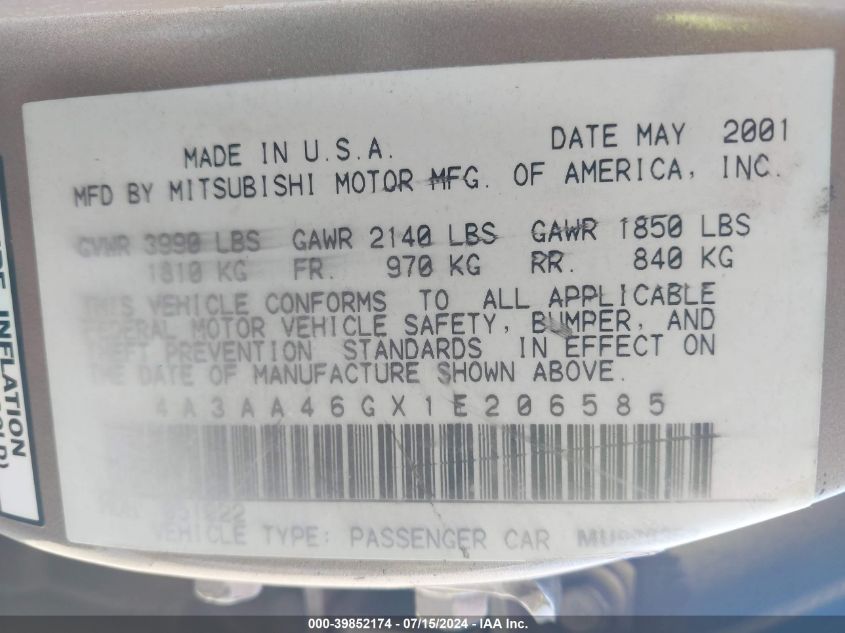 MADE IN U.S.A. DATE MAY 2001
MFD BY MITSUBISHI MOTOR MFG. OF AMERICA, INC.
GVWR 3990 LBS GAWR 2140 LBS GAWR 1850 LBS
1810 KG FR. 970 KG RR. 840 KG
THIS VEHICLE CONFORMS TO ALL APPLICABLE
FEDERAL MOTOR VEHICLE SAFETY, BUMPER, AND
THEFT PREVENTION STANDARDS IN EFFECT ON
THE DATE OF MANUFACTURE SHOWN ABOVE.
4A3AA46GX1E206585
VEHICLE TYPE: PASSENGER CAR
INFLATION
000-39852174 - 07/15/2024 - IAA Inc.